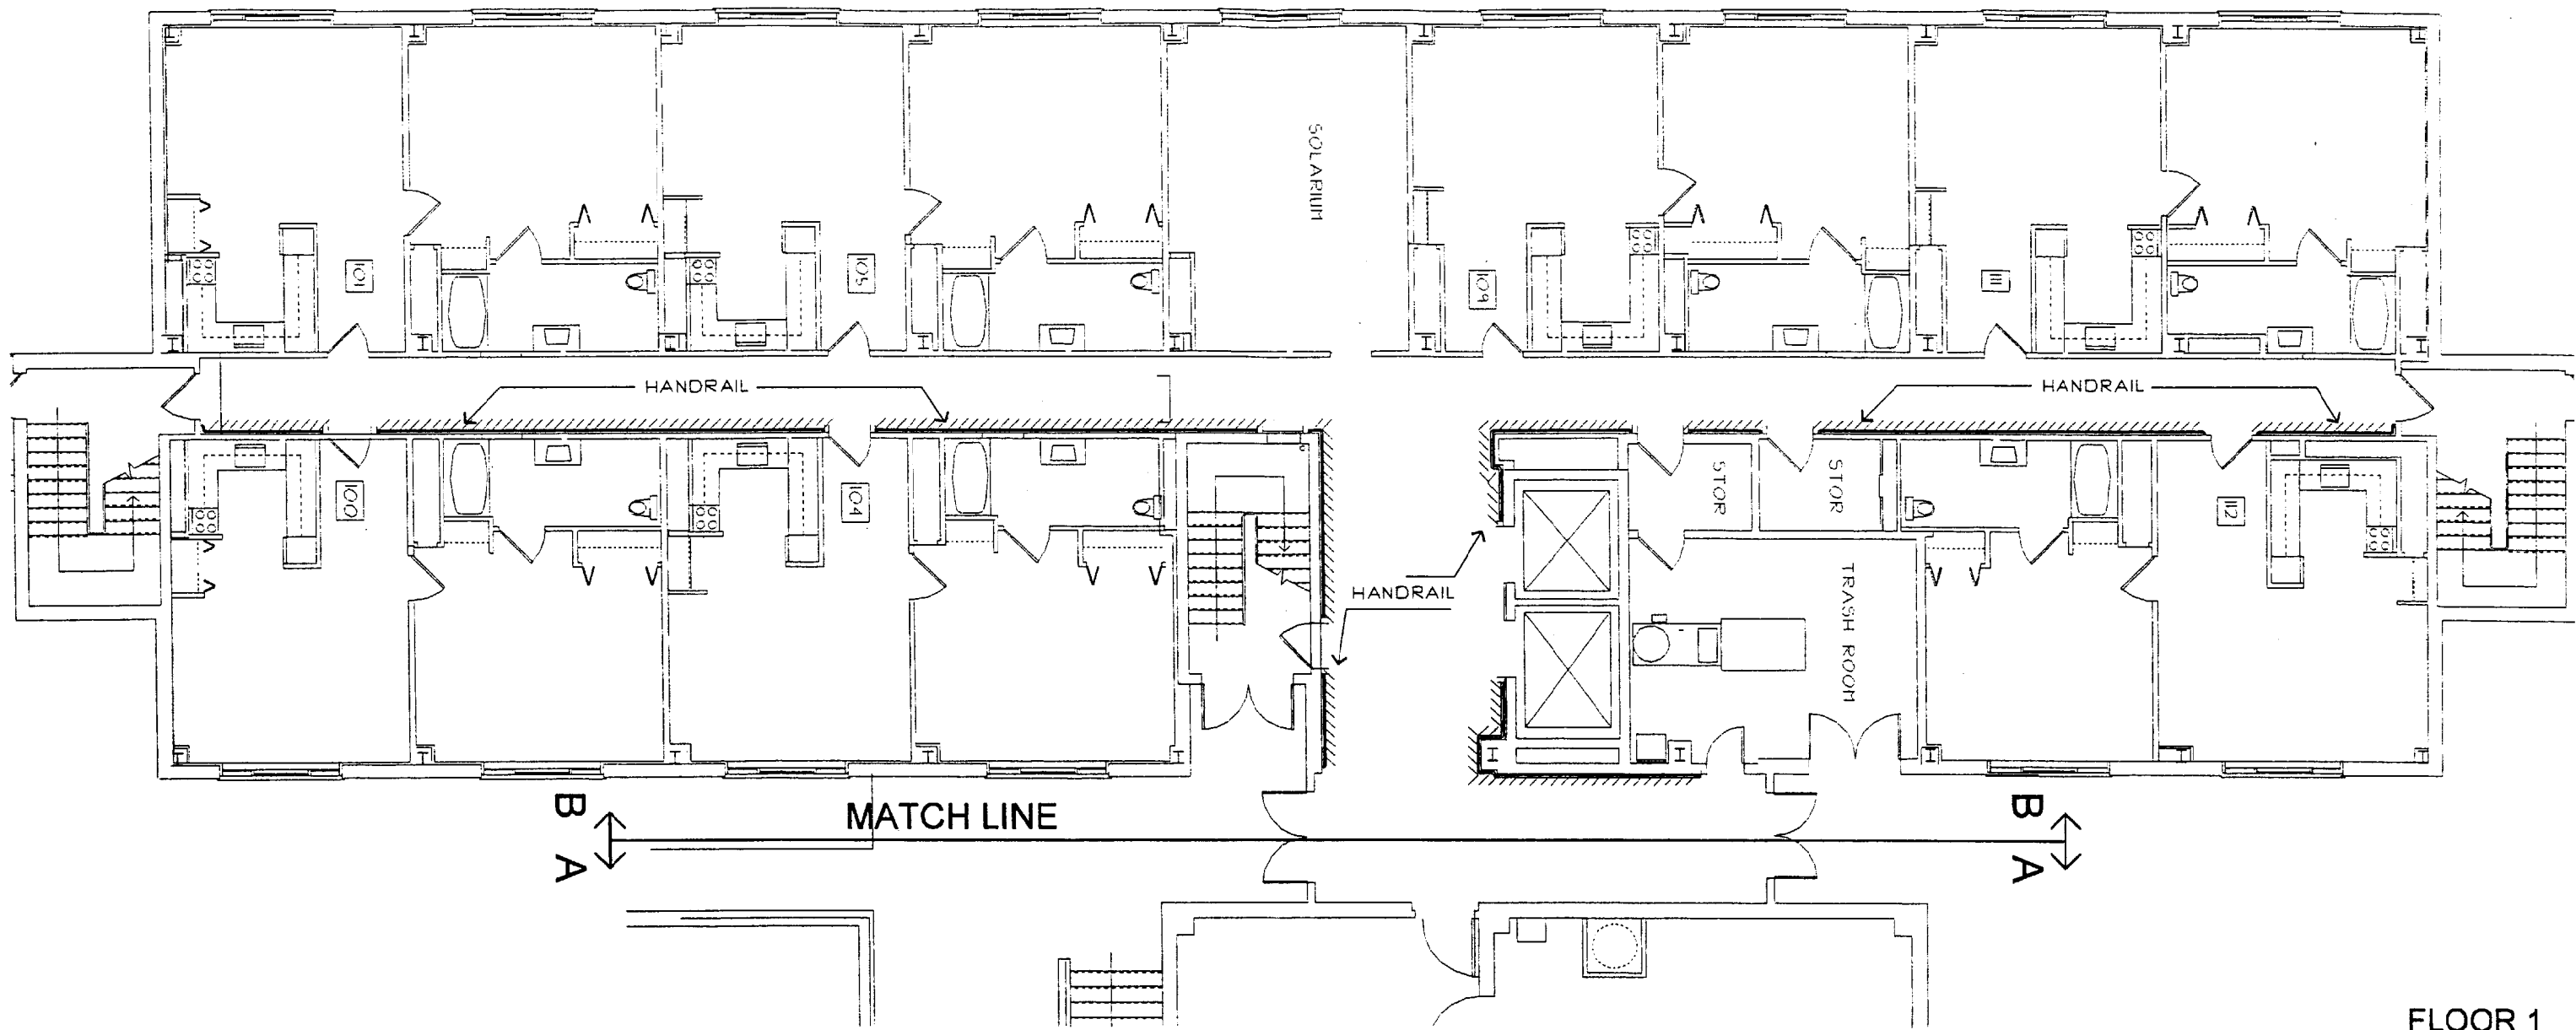 SOLARIUM
101
105
109
111
HANDRAIL
HANDRAIL
100
104
STOR
STOR
112
HANDRAIL
TRASH ROOM
B
MATCH LINE
B
A
A
FLOOR 1